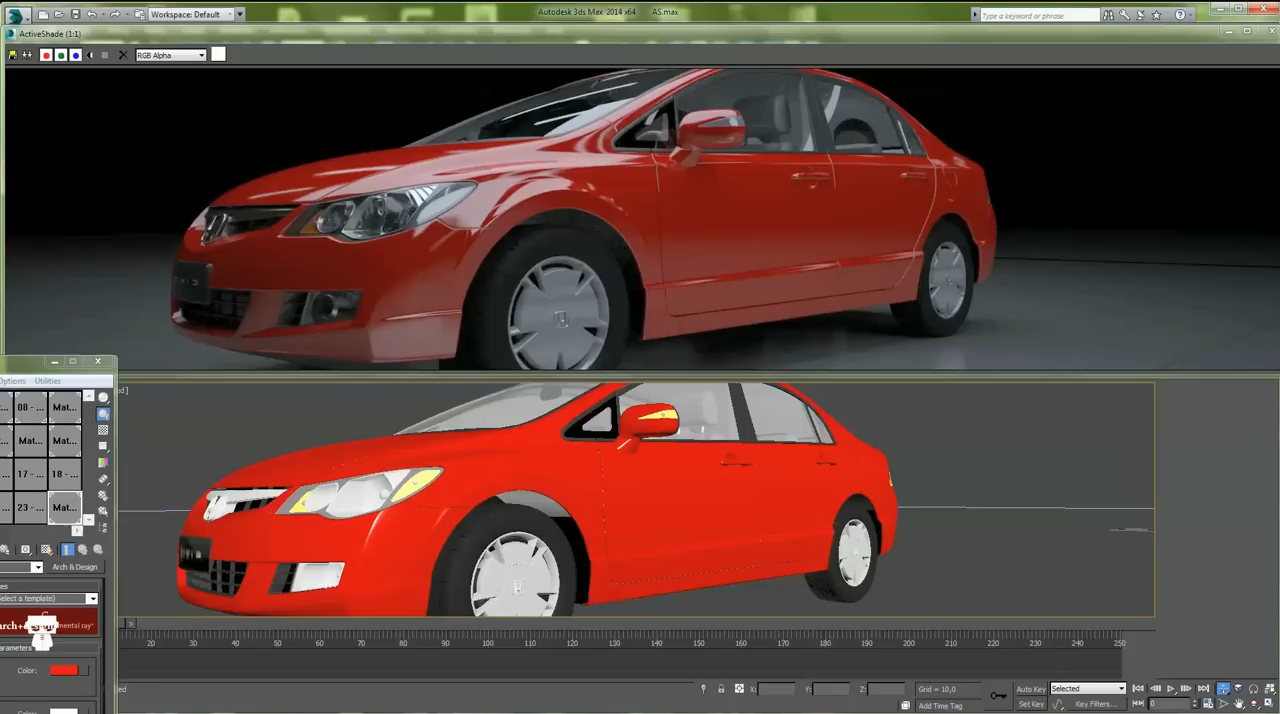 Workspace: Default
Autodesk 3ds Max 2014 x64 AS.max
Type a keyword or phrase
ActiveShade (1:1)
RGB Alpha
Options Utilities
08 - ... Mat...
Mat... Mat...
17 - ... 18 - ...
23 - ... Mat...
Arch & Design
Select a template)
mental ray
Color:
20 30 40 50 60 70 80 90 100 110 120 130 140 150 160 170 180 190 200 210 220 230 240 250
X: Y: Z: Grid = 10,0
Auto Key Selected
Add Time Tag
Set Key Key Filters... 0